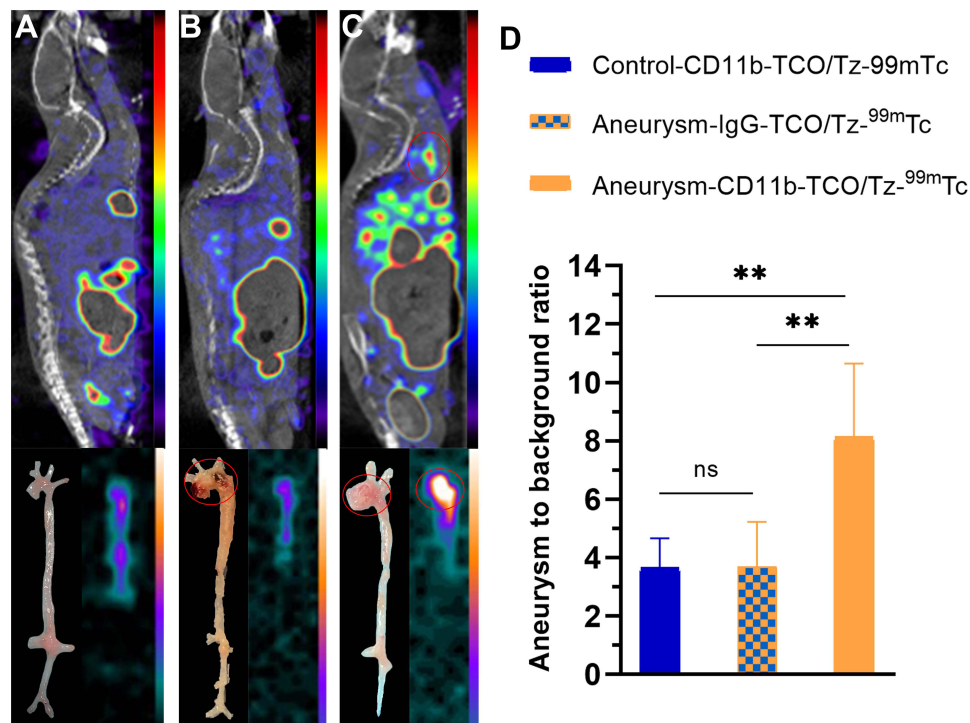 A
B
C
D
Control-CD11b-TCO/Tz-99mTc
Aneurysm-IgG-TCO/Tz-⁹⁹ᵐTc
Aneurysm-CD11b-TCO/Tz-⁹⁹ᵐTc
Aneurysm to background ratio
14
12
10
8
6
4
2
0
**
**
ns